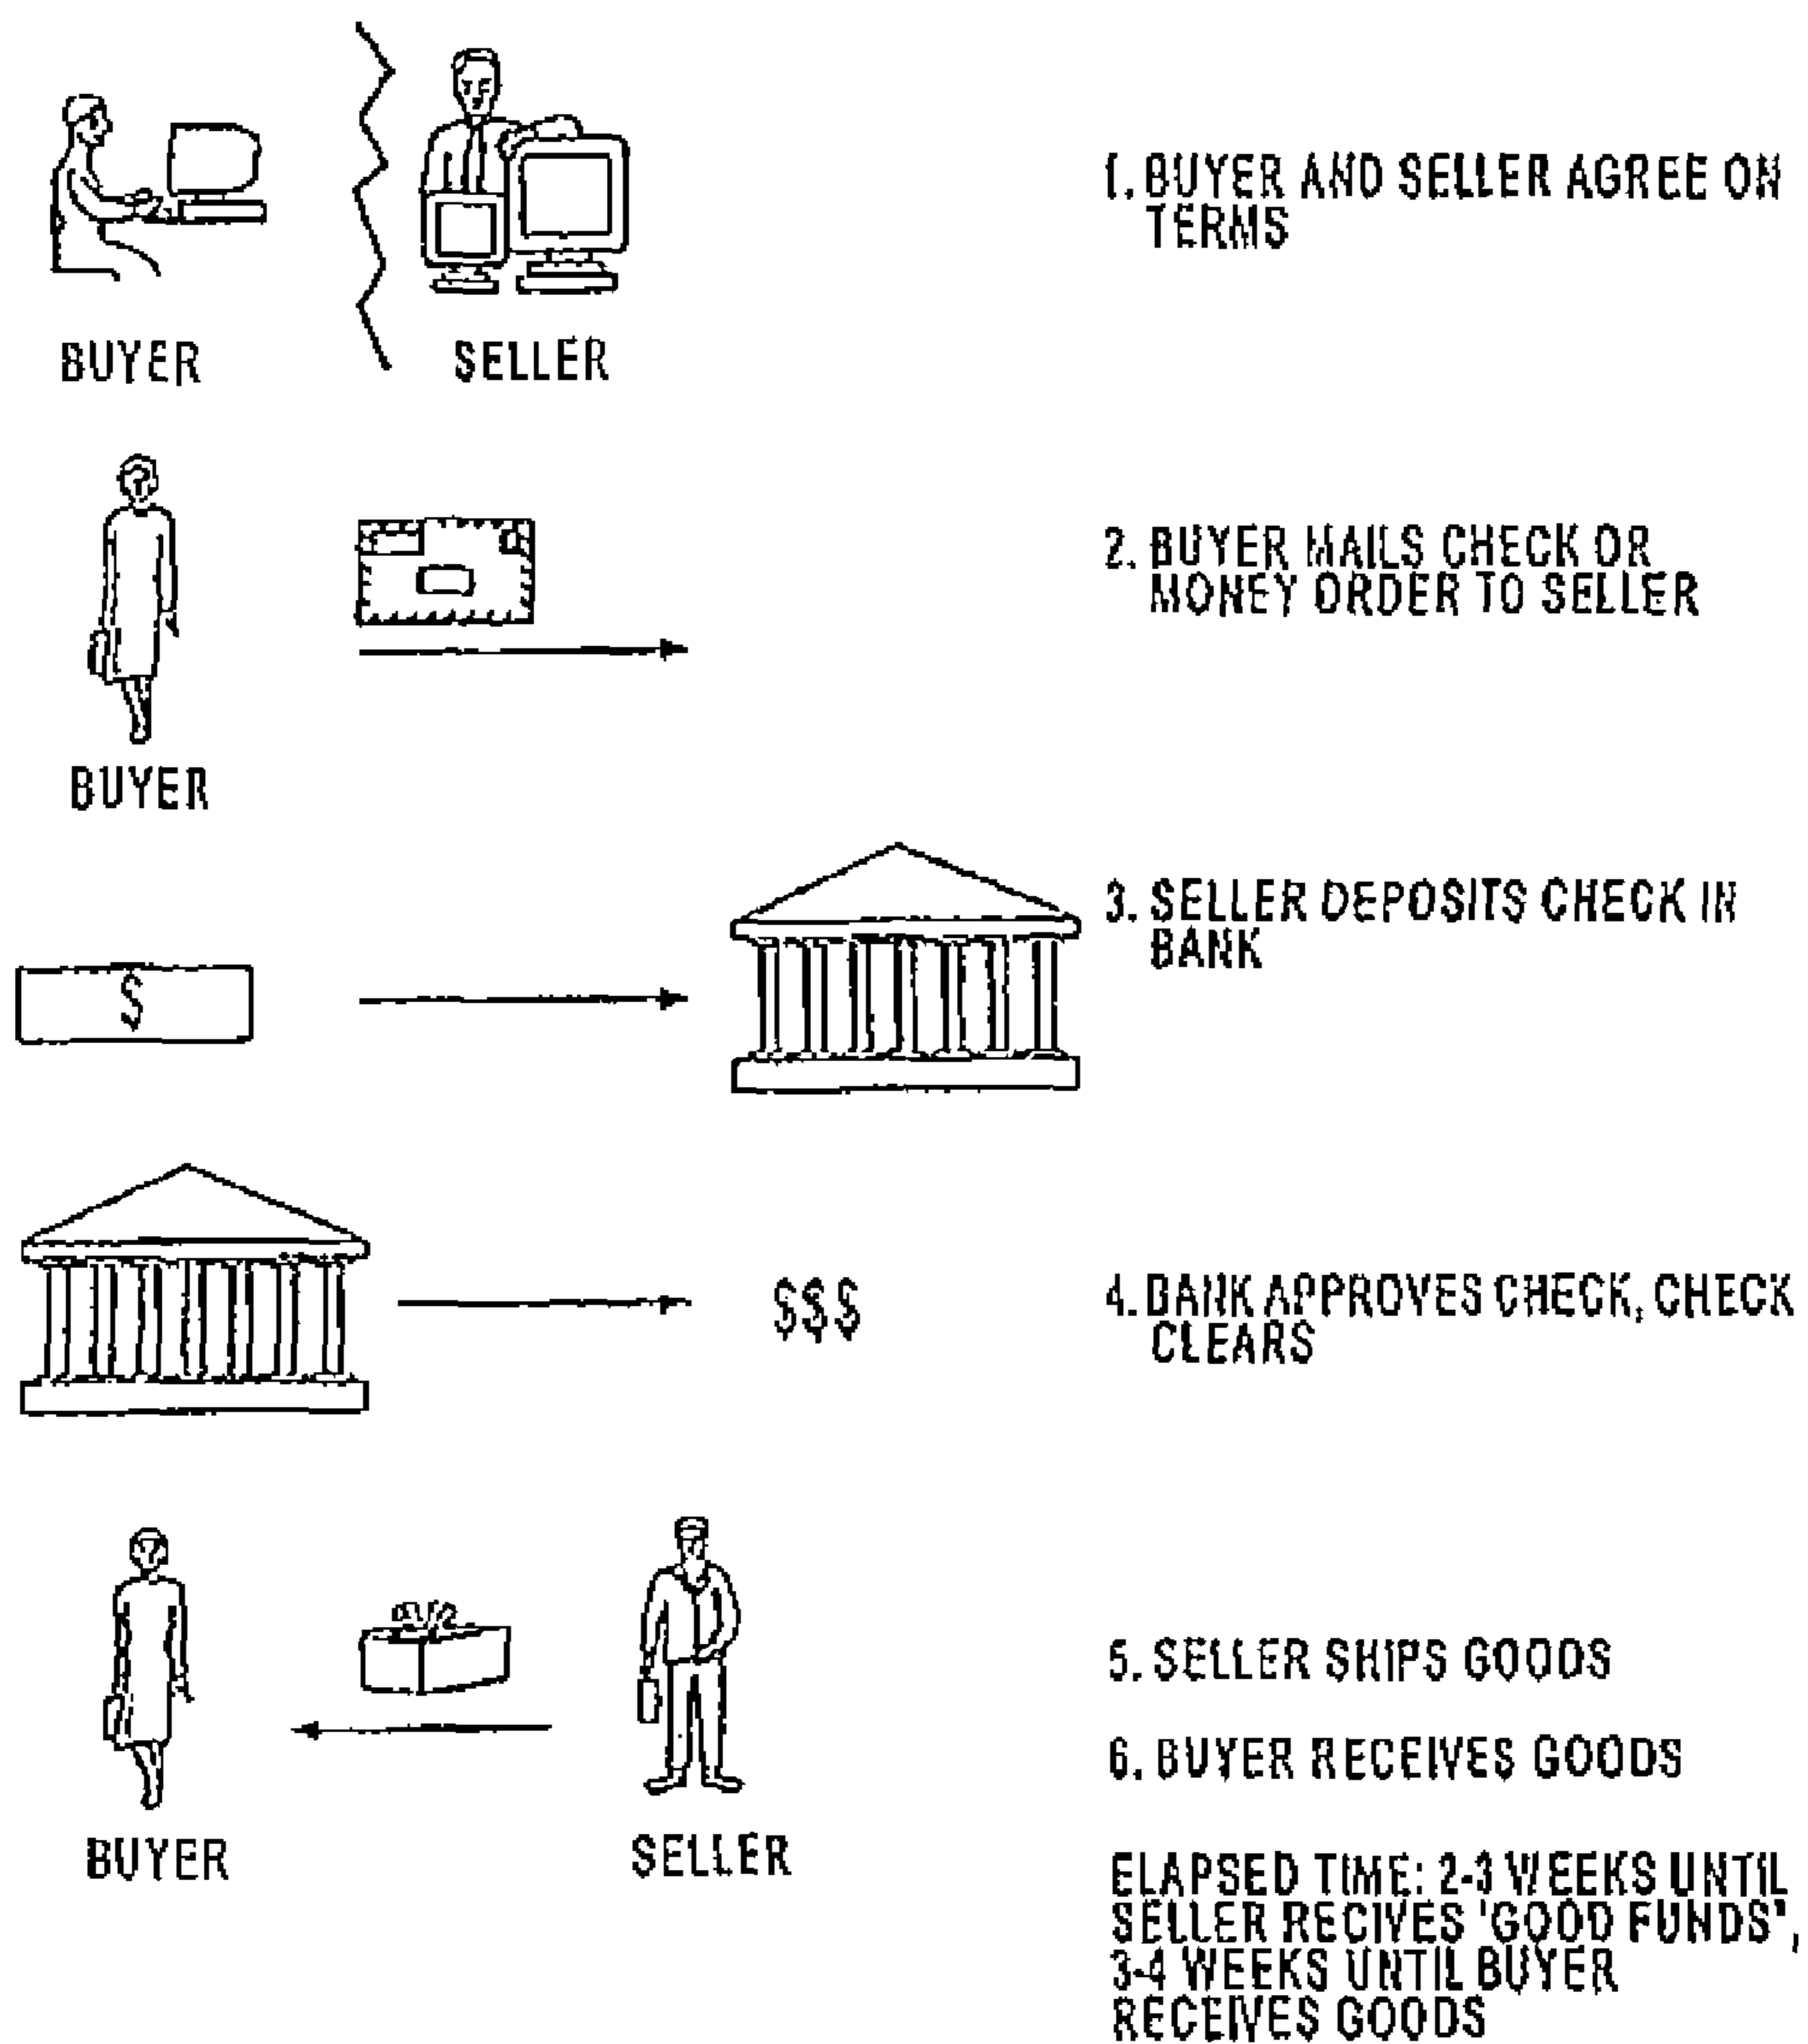 BUYER
SELLER
1. BUYER AND SELLER AGREE ON
TERMS
BUYER
2. BUYER MAILS CHECK OR
MONEY ORDER TO SELLER
$
3. SELLER DEPOSITS CHECK IN
BANK
$$$
4. BANK APPROVES CHECK, CHECK
CLEARS
BUYER
SELLER
5. SELLER SHIPS GOODS
6. BUYER RECEIVES GOODS
ELAPSED TIME: 2-3 WEEKS UNTIL
SELLER RECIVES 'GOOD FUNDS',
3-4 WEEKS UNTIL BUYER
RECEIVES GOODS